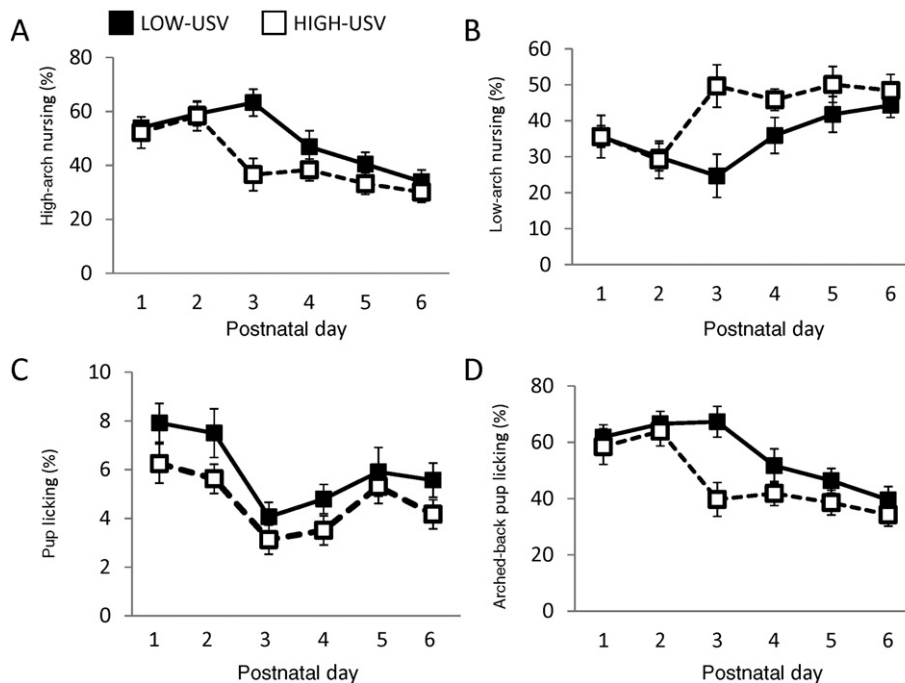 A
LOW-USV
HIGH-USV
High-arch nursing (%)
80
60
40
20
0
1 2 3 4 5 6
Postnatal day
B
Low-arch nursing (%)
60
50
40
30
20
10
0
1 2 3 4 5 6
Postnatal day
C
Pup licking (%)
10
8
6
4
2
0
1 2 3 4 5 6
Postnatal day
D
Arched-back pup licking (%)
80
60
40
20
0
1 2 3 4 5 6
Postnatal day